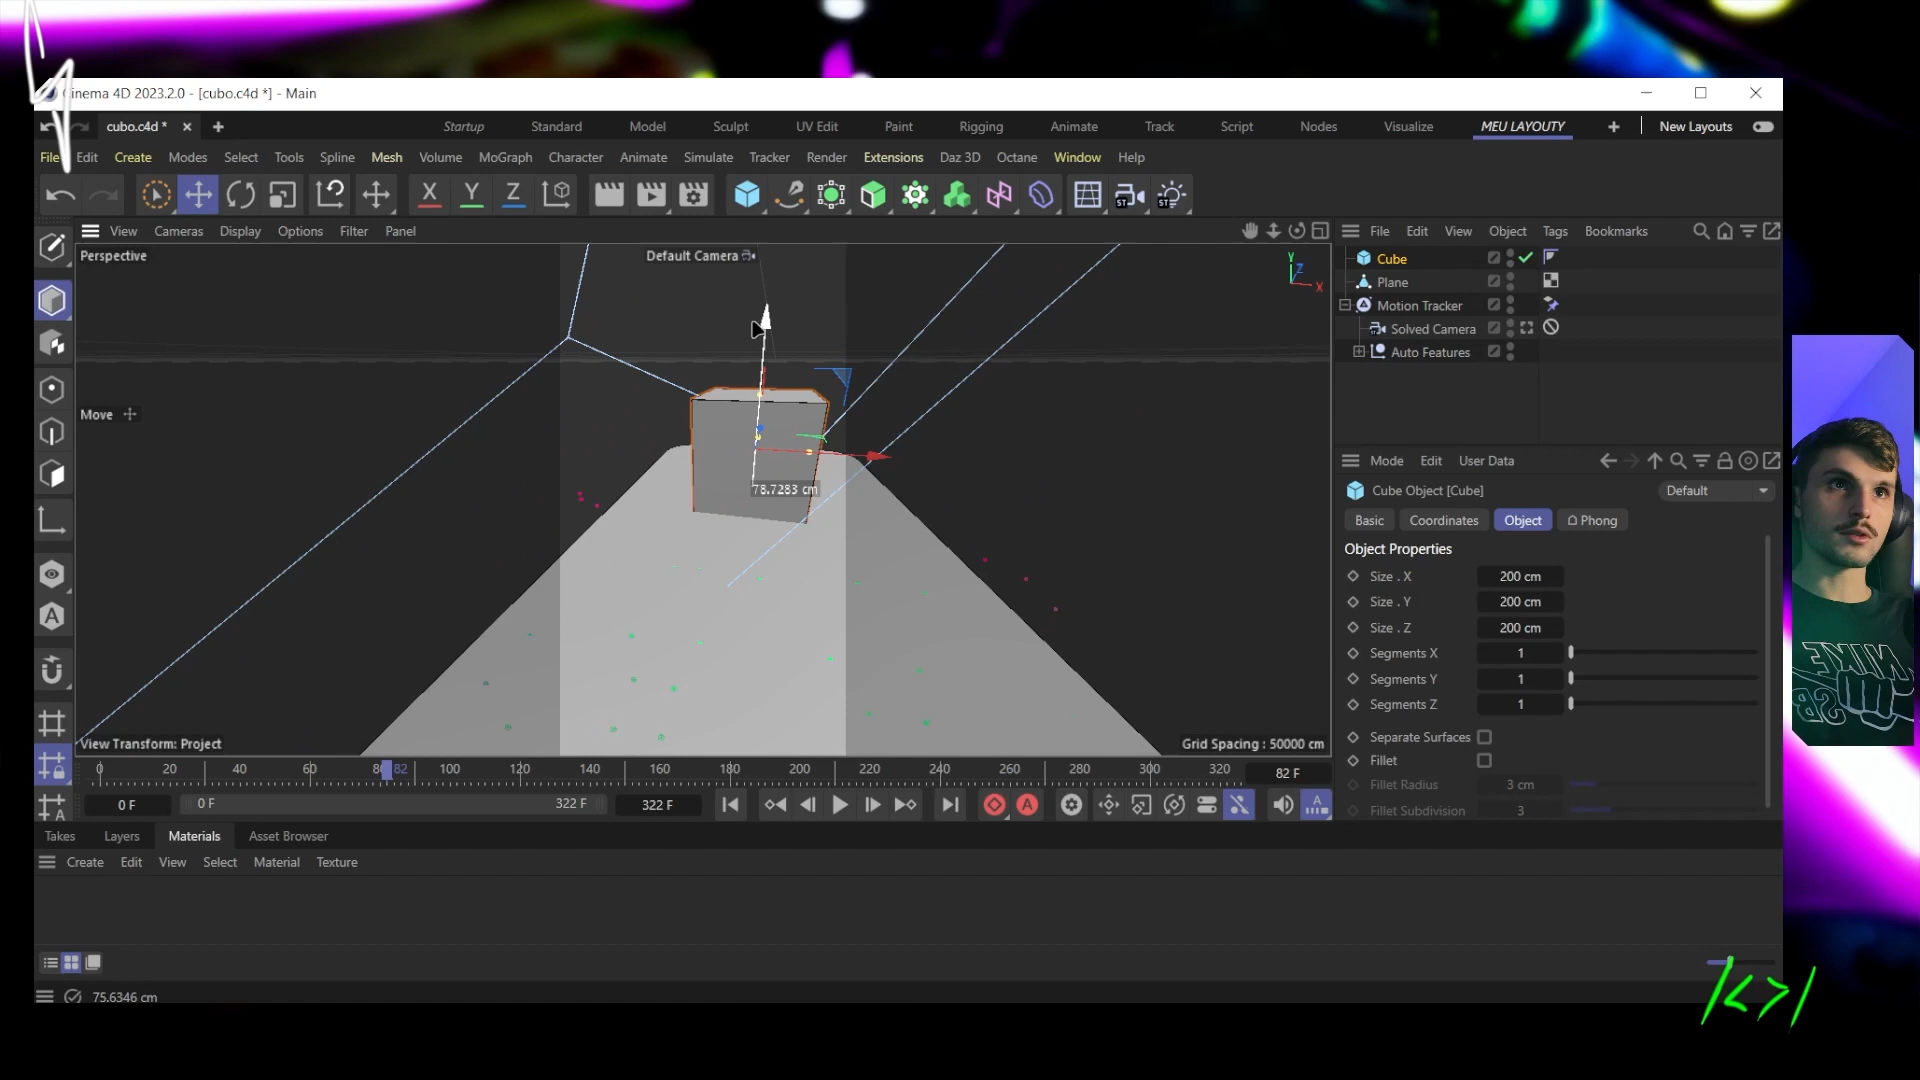 Cinema 4D 2023.2.0 - [cubo.c4d *] - Main
cubo.c4d *
Startup Standard Model Sculpt UV Edit Paint Rigging Animate Track Script Nodes Visualize MEU LAYOUTY New Layouts
File Edit Create Modes Select Tools Spline Mesh Volume MoGraph Character Animate Simulate Tracker Render Extensions Daz 3D Octane Window Help
X Y Z
View Cameras Display Options Filter Panel
File Edit View Object Tags Bookmarks
Perspective
Default Camera
Y
Z
X
Cube
Plane
Motion Tracker
Solved Camera
Auto Features
Move
78.7283 cm
Mode Edit User Data
Cube Object [Cube]
Default
Basic Coordinates Object Phong
Object Properties
Size . X 200 cm
Size . Y 200 cm
Size . Z 200 cm
Segments X 1
Segments Y 1
Segments Z 1
Separate Surfaces
Fillet
Fillet Radius 3 cm
Fillet Subdivision 3
View Transform: Project
Grid Spacing : 50000 cm
0 20 40 60 80 82 100 120 140 160 180 200 220 240 260 280 300 320
82 F
0 F 0 F 322 F 322 F
Takes Layers Materials Asset Browser
Create Edit View Select Material Texture
75.6346 cm